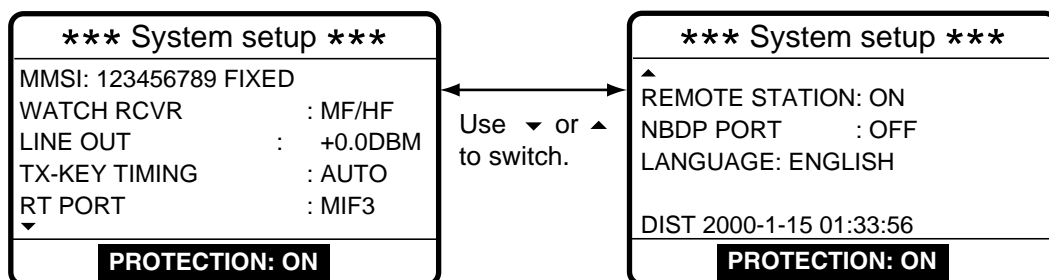 *** System setup ***
MMSI: 123456789 FIXED
WATCH RCVR : MF/HF
LINE OUT : +0.0DBM
TX-KEY TIMING : AUTO
RT PORT : MIF3
PROTECTION: ON
Use ▼ or ▲
to switch.
*** System setup ***
REMOTE STATION: ON
NBDP PORT : OFF
LANGUAGE: ENGLISH
DIST 2000-1-15 01:33:56
PROTECTION: ON